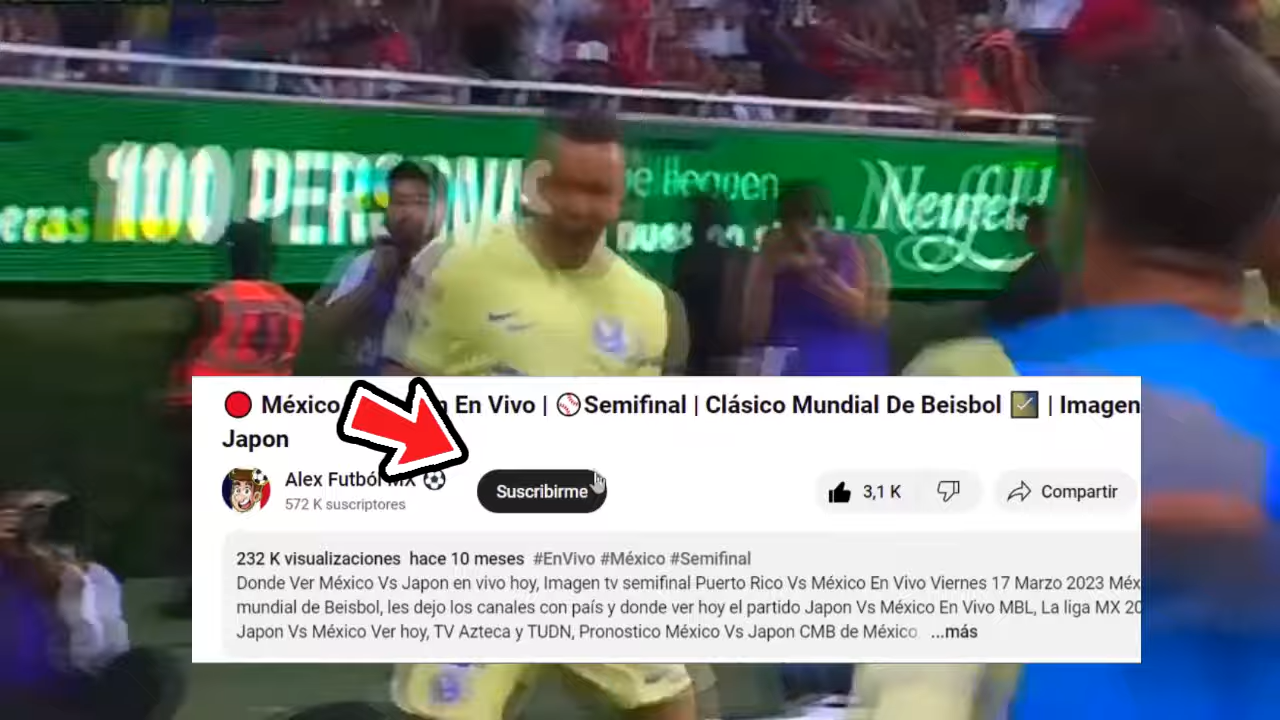 100 PERSONAS
eras
lleguen
🔴 México En Vivo | ⚾Semifinal | Clásico Mundial De Beisbol ✅ | Imagen
Japon
Alex Futból MX ⚽
572 K suscriptores
Suscribirme
3,1 K
Compartir
232 K visualizaciones hace 10 meses #EnVivo #México #Semifinal
Donde Ver México Vs Japon en vivo hoy, Imagen tv semifinal Puerto Rico Vs México En Vivo Viernes 17 Marzo 2023 Méx
mundial de Beisbol, les dejo los canales con país y donde ver hoy el partido Japon Vs México En Vivo MBL, La liga MX 20
Japon Vs México Ver hoy, TV Azteca y TUDN, Pronostico México Vs Japon CMB de México ...más